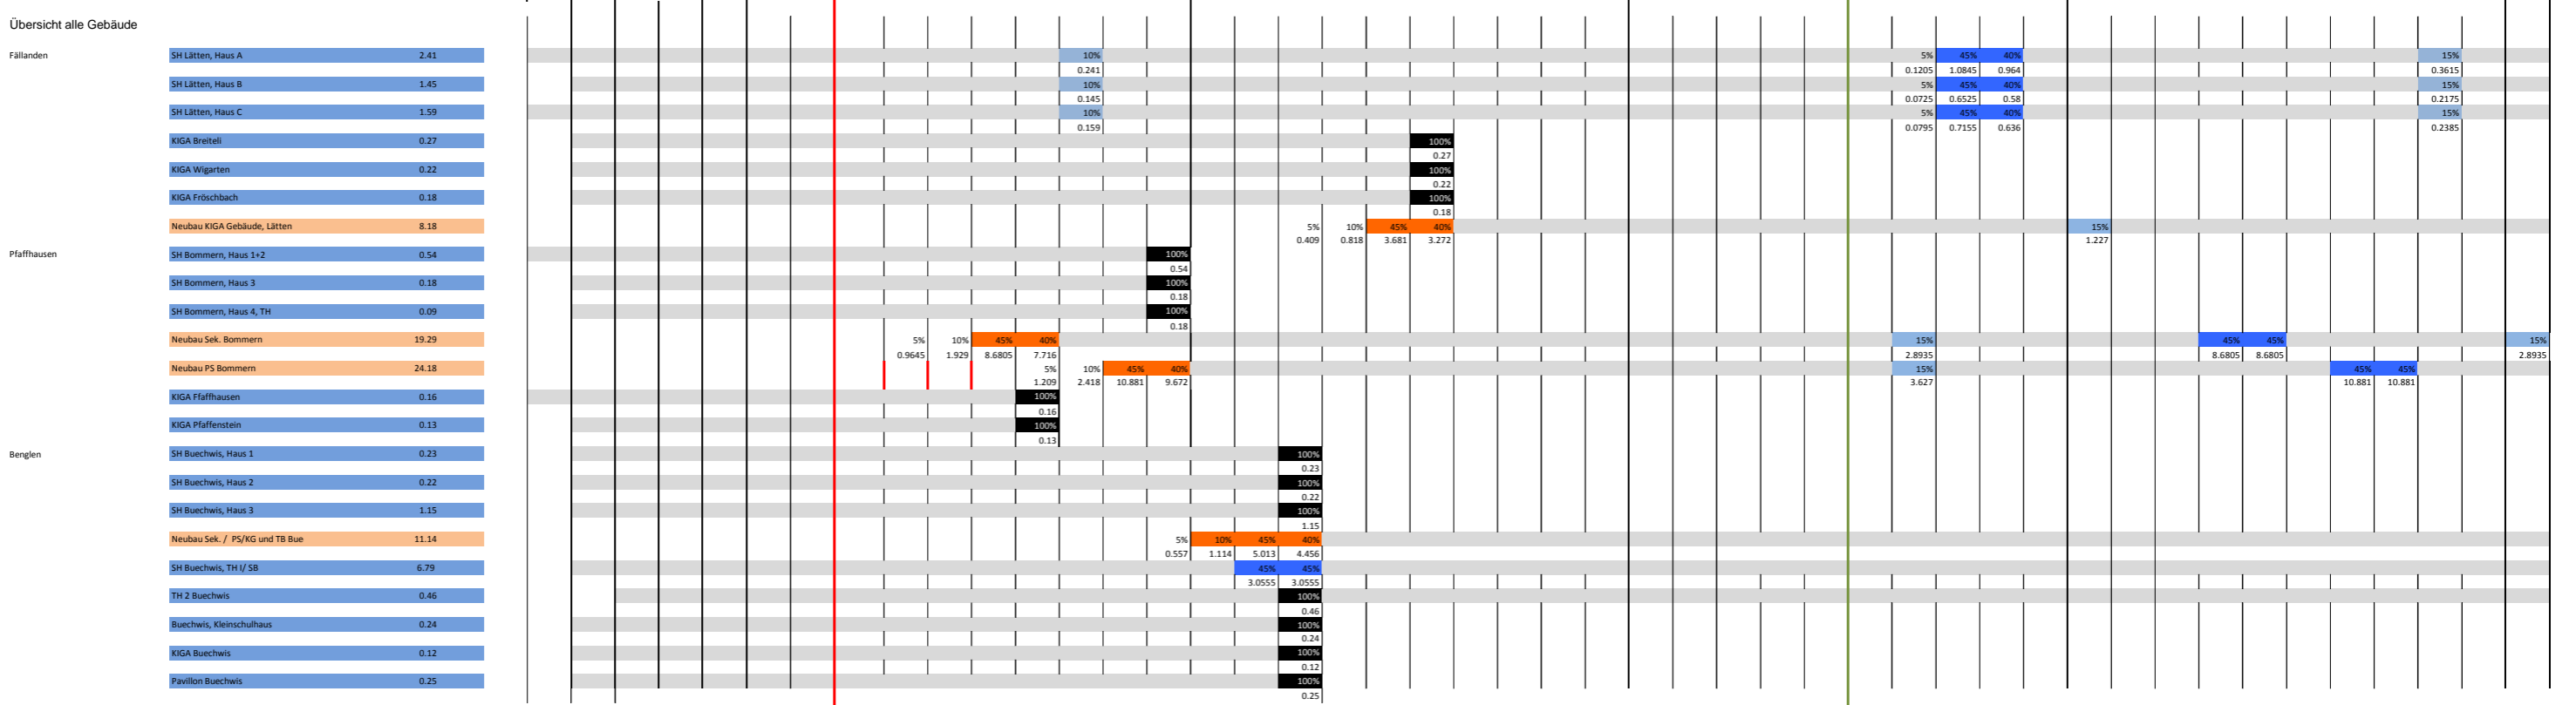 Übersicht alle Gebäude
Fällanden SH Lätten, Haus A 2.41 10% 5% 45% 40% 15%
0.241 0.1205 1.0845 0.964 0.3615
SH Lätten, Haus B 1.45 10% 5% 45% 40% 15%
0.145 0.0725 0.6525 0.58 0.2175
SH Lätten, Haus C 1.59 10% 5% 45% 40% 15%
0.159 0.0795 0.7155 0.636 0.2385
KIGA Breiteli 0.27 100%
0.27
KIGA Wigarten 0.22 100%
0.22
KIGA Fröschbach 0.18 100%
0.18
Neubau KIGA Gebäude, Lätten 8.18 5% 10% 45% 40% 15%
0.409 0.818 3.681 3.272 1.227
Pfaffhausen SH Bommern, Haus 1+2 0.54 100%
0.54
SH Bommern, Haus 3 0.18 100%
0.18
SH Bommern, Haus 4, TH 0.09 100%
0.18
Neubau Sek. Bommern 19.29 5% 10% 45% 40% 15% 45% 45% 15%
0.9645 1.929 8.6805 7.716 2.8935 8.6805 8.6805 2.8935
Neubau PS Bommern 24.18 5% 10% 45% 40% 15% 45% 45%
1.209 2.418 10.881 9.672 3.627 10.881 10.881
KIGA Ffaffhausen 0.16 100%
0.16
KIGA Pfaffenstein 0.13 100%
0.13
Benglen SH Buechwis, Haus 1 0.23 100%
0.23
SH Buechwis, Haus 2 0.22 100%
0.22
SH Buechwis, Haus 3 1.15 100%
1.15
Neubau Sek. / PS/KG und TB Bue 11.14 5% 10% 45% 40%
0.557 1.114 5.013 4.456
SH Buechwis, TH I/ SB 6.79 45% 45%
3.0555 3.0555
TH 2 Buechwis 0.46 100%
0.46
Buechwis, Kleinschulhaus 0.24 100%
0.24
KIGA Buechwis 0.12 100%
0.12
Pavillon Buechwis 0.25 100%
0.25